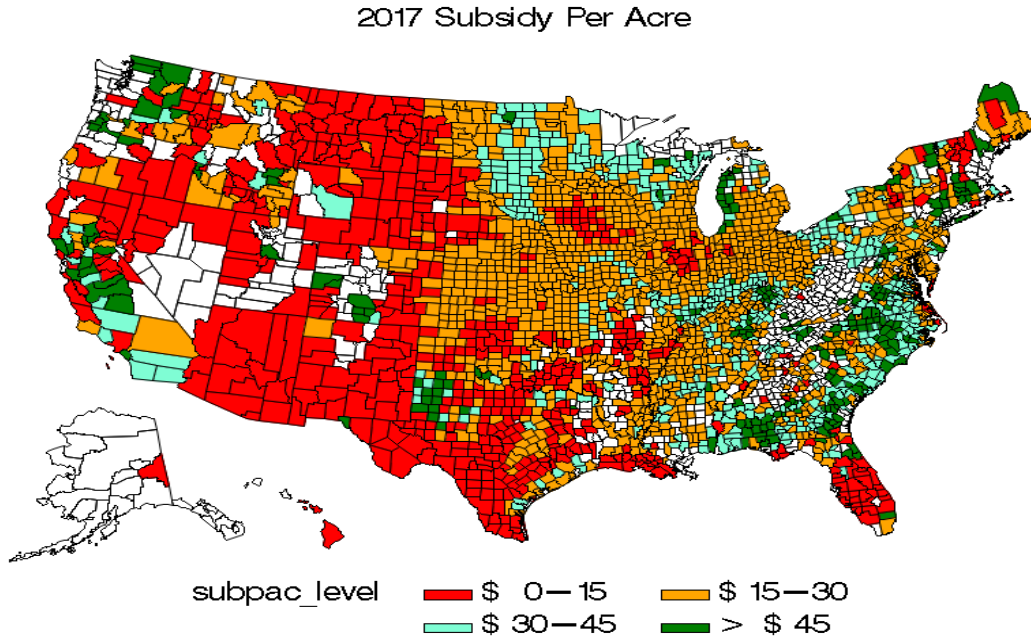 2017 Subsidy Per Acre
subpac_level $ 0–15 $ 15–30
$ 30–45 > $ 45